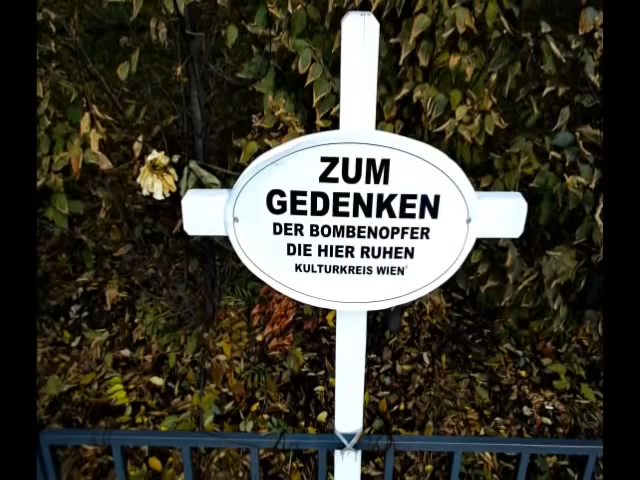 ZUM
GEDENKEN
DER BOMBENOPFER
DIE HIER RUHEN
KULTURKREIS WIEN